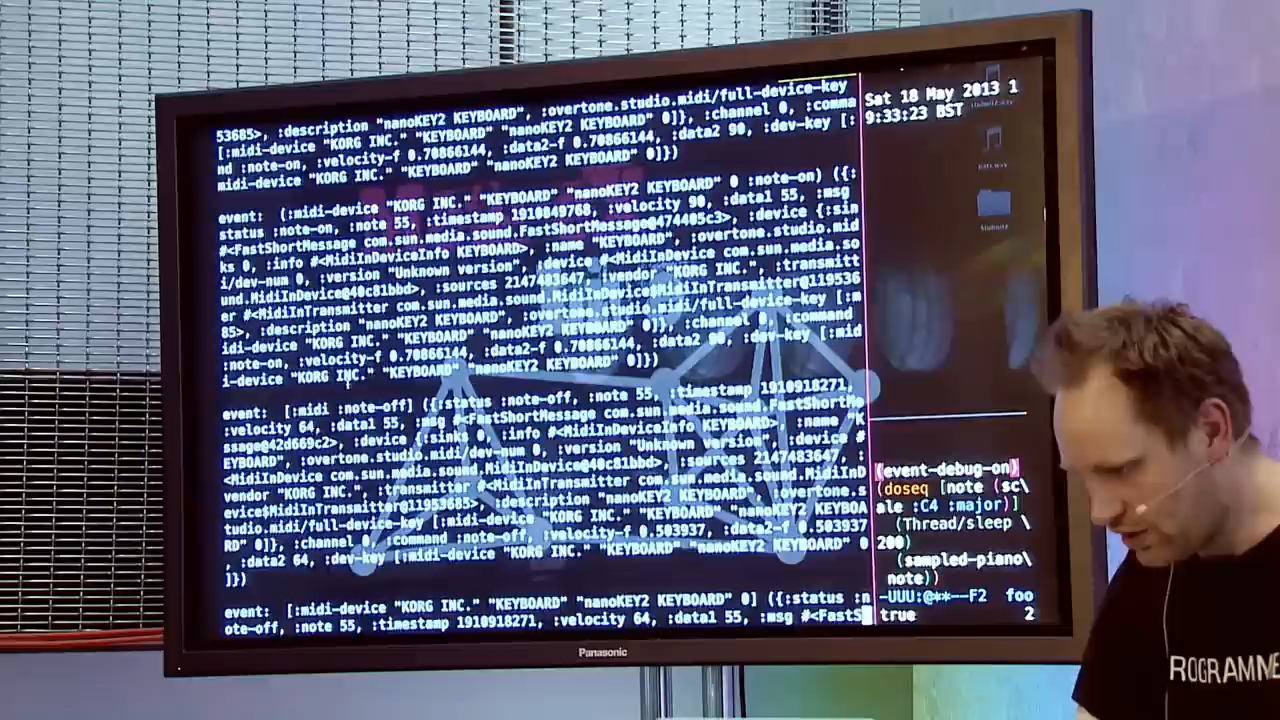 53685>, :description "nanoKEY2 KEYBOARD", :overtone.studio.midi/full-device-key
[:midi-device "KORG INC." "KEYBOARD" "nanoKEY2 KEYBOARD" 0]}, :channel 0, :comma
nd :note-on, :velocity-f 0.70866144, :data2-f 0.70866144, :data2 90, :dev-key [:
midi-device "KORG INC." "KEYBOARD" "nanoKEY2 KEYBOARD" 0]})
event: (:midi-device "KORG INC." "KEYBOARD" "nanoKEY2 KEYBOARD" 0 :note-on) ({:
status :note-on, :note 55, :timestamp 1910849768, :velocity 90, :data1 55, :msg
#<FastShortMessage com.sun.media.sound.FastShortMessage@474405c3>, :device {:sin
ks 0, :info #<MidiInDeviceInfo KEYBOARD>, :name "KEYBOARD", :overtone.studio.mid
i/dev-num 0, :version "Unknown version", :device #<MidiInDevice com.sun.media.so
und.MidiInDevice@40c81bbd>, :sources 2147483647, :vendor "KORG INC.", :transmitt
er #<MidiInTransmitter com.sun.media.sound.MidiInDevice$MidiInTransmitter@119536
85>, :description "nanoKEY2 KEYBOARD", :overtone.studio.midi/full-device-key [:m
idi-device "KORG INC." "KEYBOARD" "nanoKEY2 KEYBOARD" 0]}, :channel 0, :command
:note-on, :velocity-f 0.70866144, :data2-f 0.70866144, :data2 90, :dev-key [:mid
i-device "KORG INC." "KEYBOARD" "nanoKEY2 KEYBOARD" 0]})
event: [:midi :note-off] ({:status :note-off, :note 55, :timestamp 1910918271,
:velocity 64, :data1 55, :msg #<FastShortMessage com.sun.media.sound.FastShortMe
ssage@42d669c2>, :device {:sinks 0, :info #<MidiInDeviceInfo KEYBOARD>, :name "K
EYBOARD", :overtone.studio.midi/dev-num 0, :version "Unknown version", :device #
<MidiInDevice com.sun.media.sound.MidiInDevice@40c81bbd>, :sources 2147483647, :
vendor "KORG INC.", :transmitter #<MidiInTransmitter com.sun.media.sound.MidiInD
evice$MidiInTransmitter@11953685>, :description "nanoKEY2 KEYBOARD", :overtone.s
tudio.midi/full-device-key [:midi-device "KORG INC." "KEYBOARD" "nanoKEY2 KEYBOA
RD" 0]}, :channel 0, :command :note-off, :velocity-f 0.503937, :data2-f 0.503937
, :data2 64, :dev-key [:midi-device "KORG INC." "KEYBOARD" "nanoKEY2 KEYBOARD" 0
]})
event: [:midi-device "KORG INC." "KEYBOARD" "nanoKEY2 KEYBOARD" 0] ({:status :n
ote-off, :note 55, :timestamp 1910918271, :velocity 64, :data1 55, :msg #<FastS
Sat 18 May 2013 1
9:33:23 BST
(event-debug-on)
(doseq [note (sc\
ale :C4 :major)]
(Thread/sleep \
200)
(sampled-piano\
note))
-UUU:@**--F2 foo
true 2
Panasonic
ROGRAMME